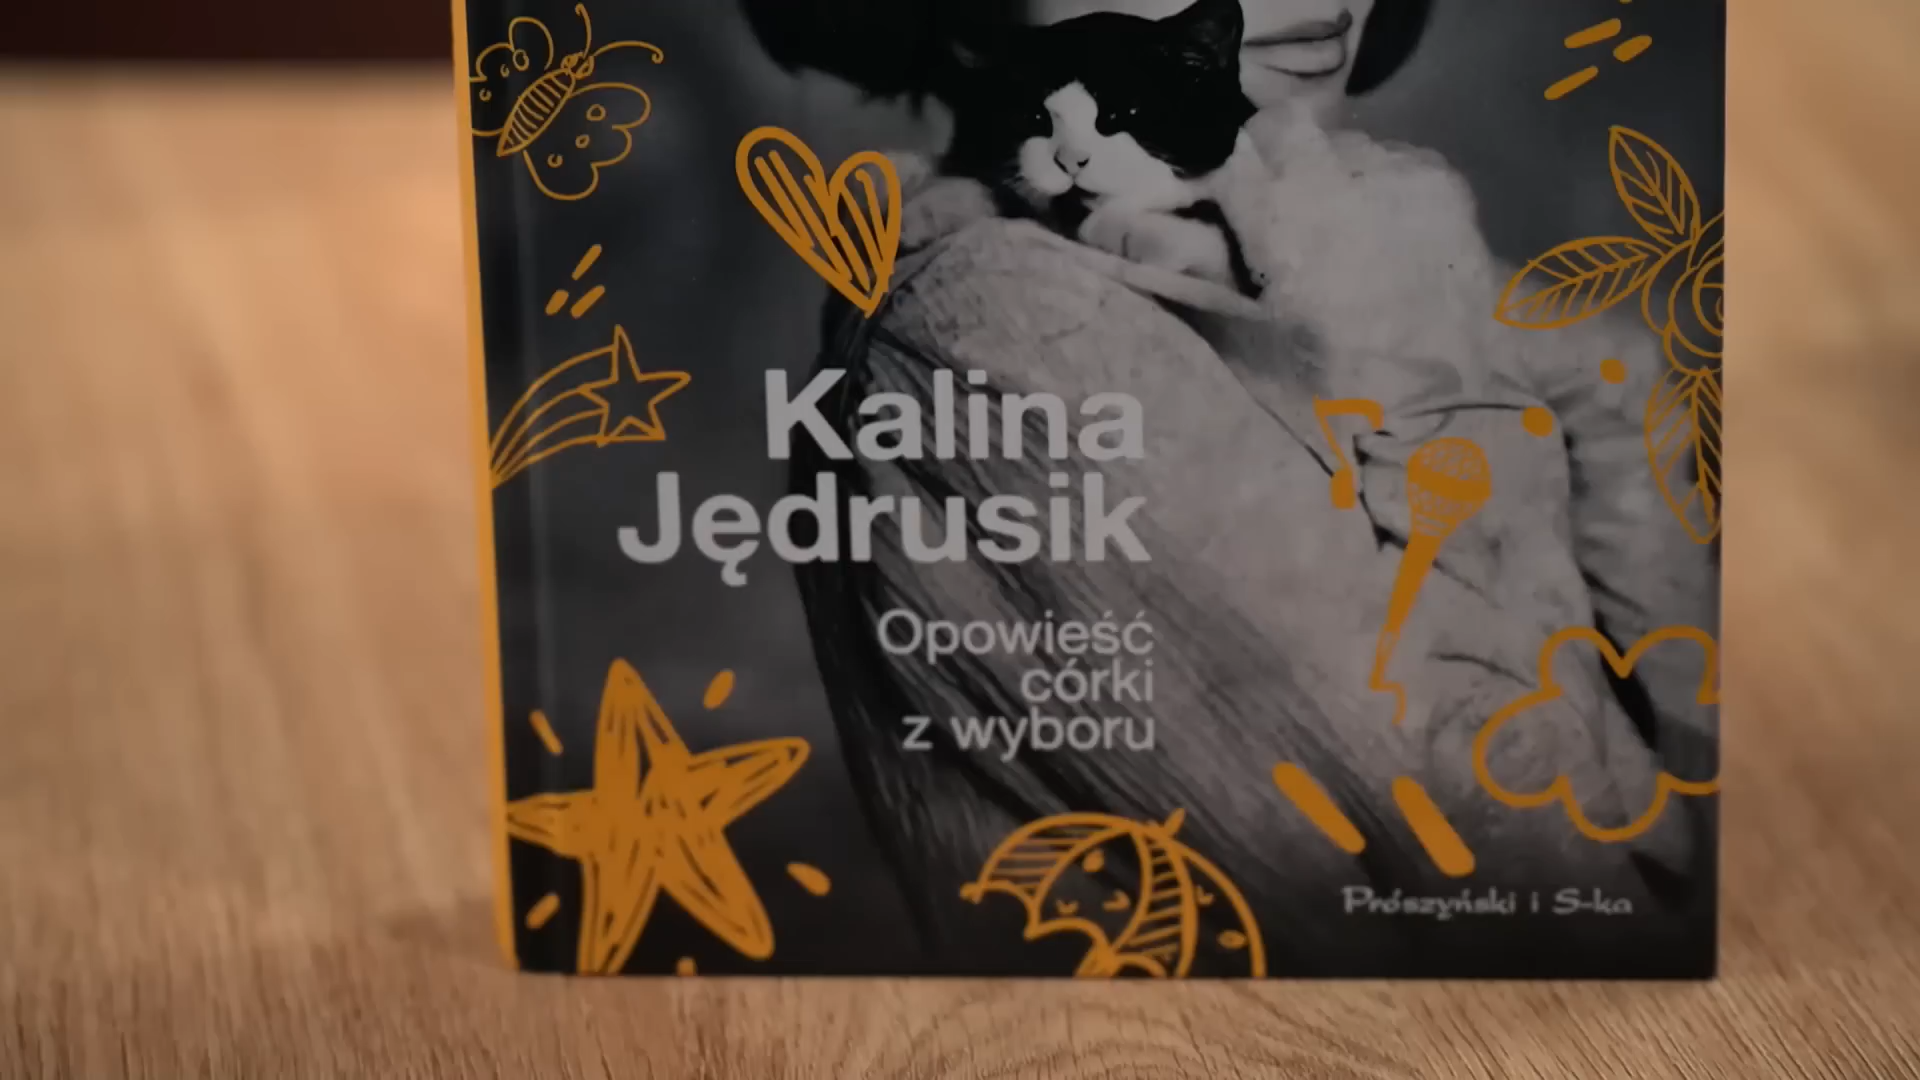 Kalina
Jędrusik
Opowieść
córki
z wyboru
Prószyński i S-ka